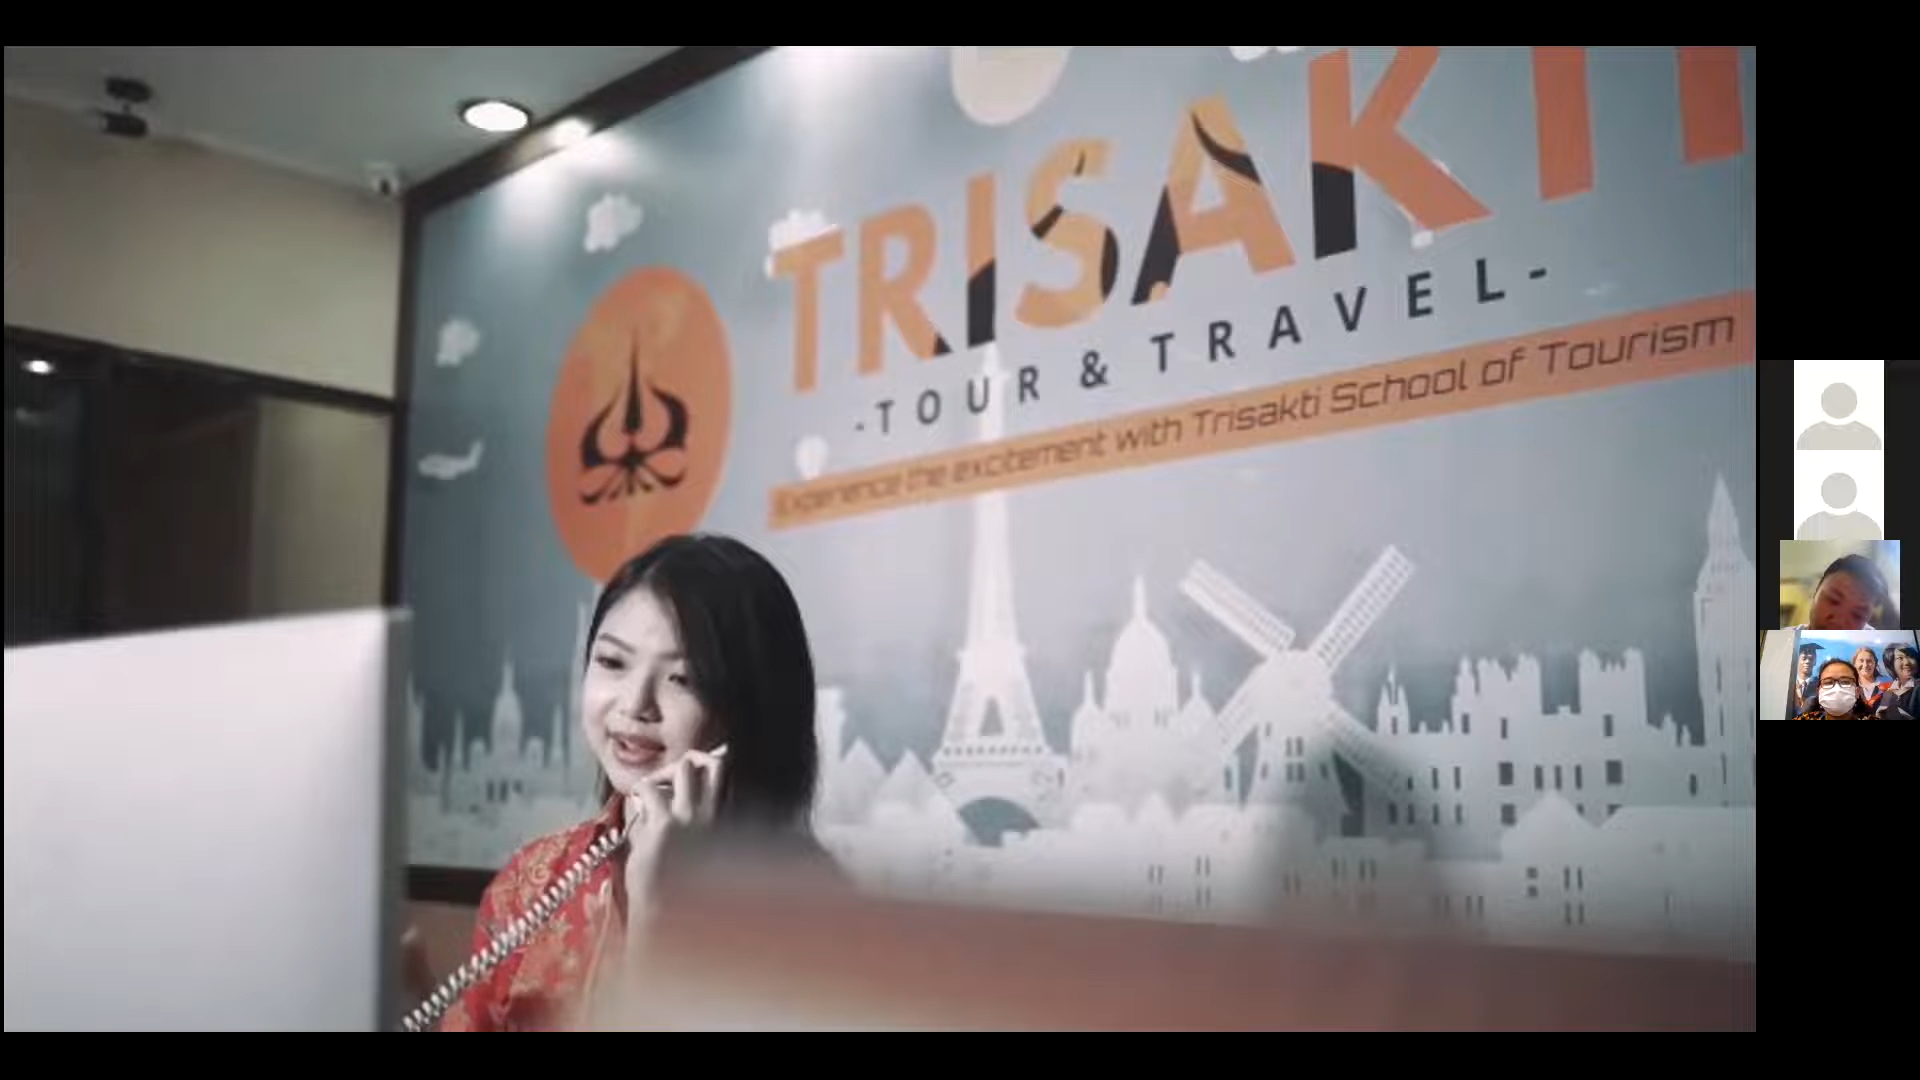 TRISAKTI
-TOUR & TRAVEL-
Experience the excitement with Trisakti School of Tourism